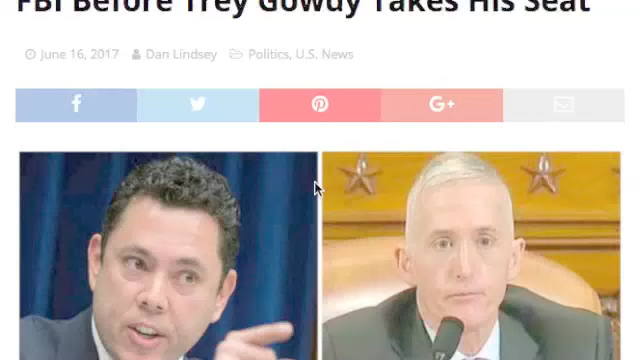 FBI Before Trey Gowdy Takes His Seat
June 16, 2017 Dan Lindsey Politics, U.S. News
f G+